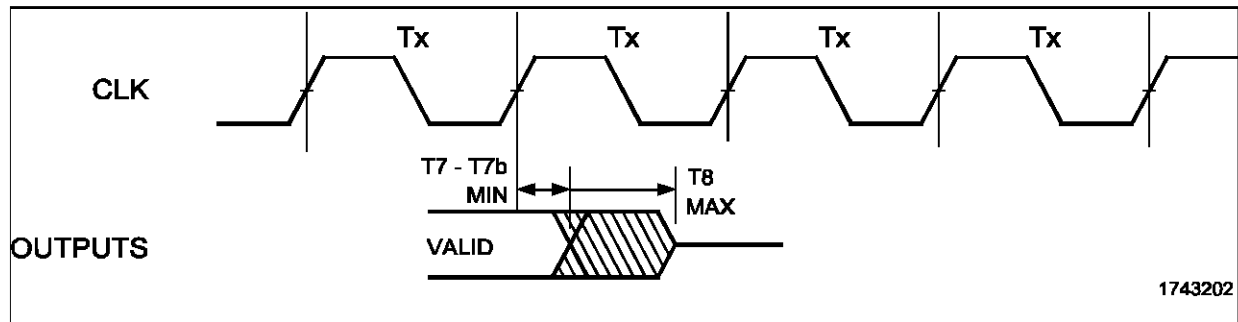 Tx Tx Tx Tx
CLK
T7 - T7b
MIN
T8
MAX
OUTPUTS
VALID
1743202